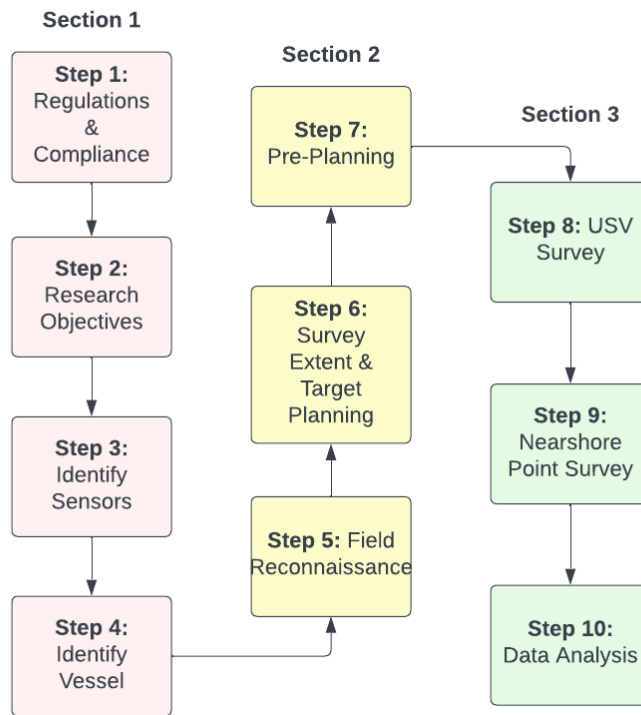 Section 1
Step 1:
Regulations
&
Compliance
Step 2:
Research
Objectives
Step 3:
Identify
Sensors
Step 4:
Identify
Vessel
Section 2
Step 7:
Pre-Planning
Step 6:
Survey
Extent &
Target
Planning
Step 5: Field
Reconnaissance
Section 3
Step 8: USV
Survey
Step 9:
Nearshore
Point Survey
Step 10:
Data Analysis